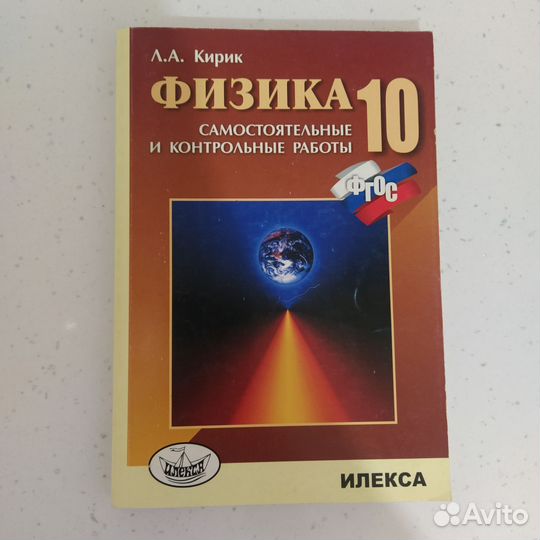 Л.А. Кирик
ФИЗИКА
10
САМОСТОЯТЕЛЬНЫЕ
И КОНТРОЛЬНЫЕ РАБОТЫ
ФГОС
ИЛЕКСА
ИЛЕКСА
Avito